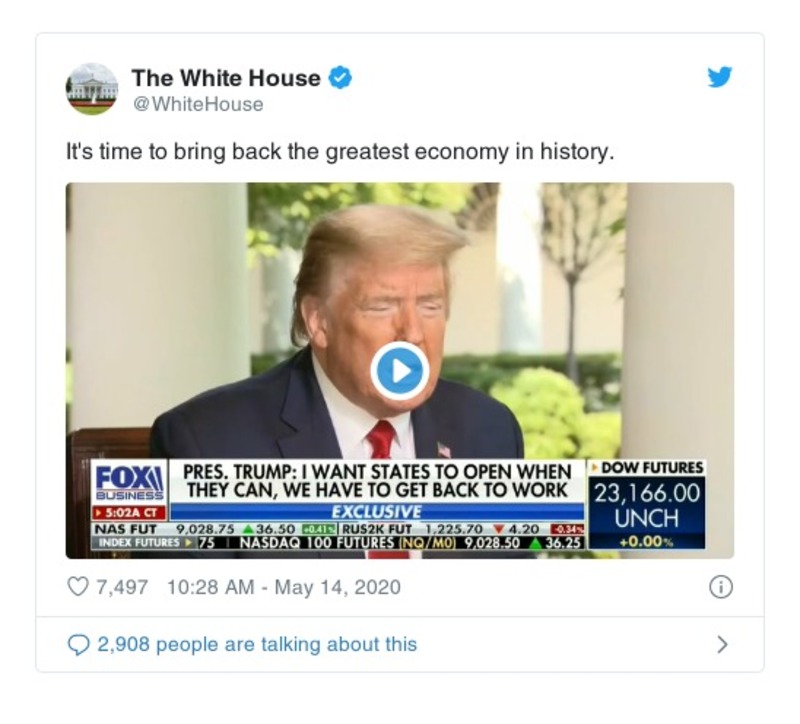 The White House
@WhiteHouse
It's time to bring back the greatest economy in history.
FOX
BUSINESS
5:02A CT
PRES. TRUMP: I WANT STATES TO OPEN WHEN
THEY CAN, WE HAVE TO GET BACK TO WORK
EXCLUSIVE
DOW FUTURES
23,166.00
UNCH
+0.00%
NAS FUT 9,028.75 ▲ 36.50 +0.41% RUS2K FUT 1,225.70 ▼ 4.20 -0.34%
INDEX FUTURES ▶ 75 NASDAQ 100 FUTURES (NQ/M0) 9,028.50 ▲ 36.25
7,497 10:28 AM - May 14, 2020
2,908 people are talking about this